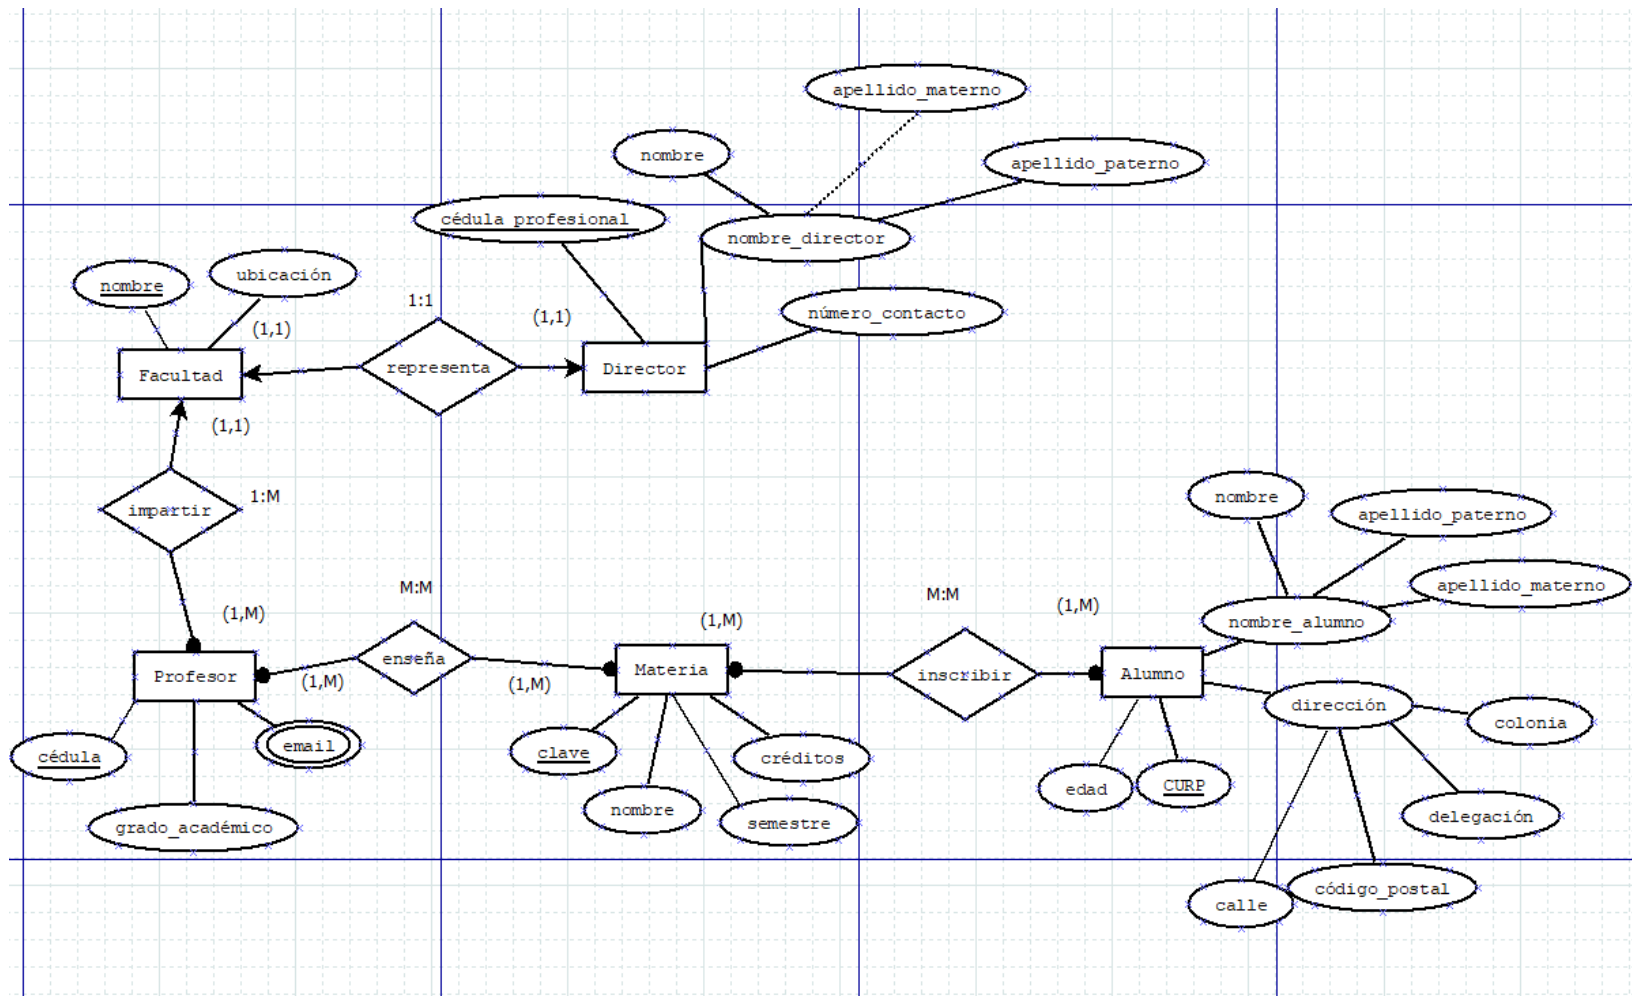 apellido_materno
nombre
apellido_paterno
cédula profesional
nombre_director
ubicación
nombre
1:1
(1,1)
número_contacto
(1,1)
Facultad
representa
Director
(1,1)
impartir
1:M
nombre
apellido_paterno
M:M
M:M
apellido_materno
(1,M)
(1,M)
(1,M)
nombre_alumno
enseña
Profesor
(1,M)
(1,M)
Materia
inscribir
Alumno
dirección
colonia
cédula
email
clave
créditos
edad
CURP
nombre
semestre
delegación
grado_académico
código_postal
calle